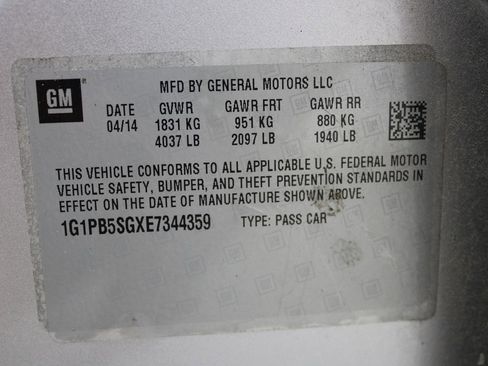 GM
MFD BY GENERAL MOTORS LLC
DATE GVWR GAWR FRT GAWR RR
04/14 1831 KG 951 KG 880 KG
4037 LB 2097 LB 1940 LB
THIS VEHICLE CONFORMS TO ALL APPLICABLE U.S. FEDERAL MOTOR
VEHICLE SAFETY, BUMPER, AND THEFT PREVENTION STANDARDS IN
EFFECT ON THE DATE OF MANUFACTURE SHOWN ABOVE.
1G1PB5SGXE7344359 TYPE: PASS CAR